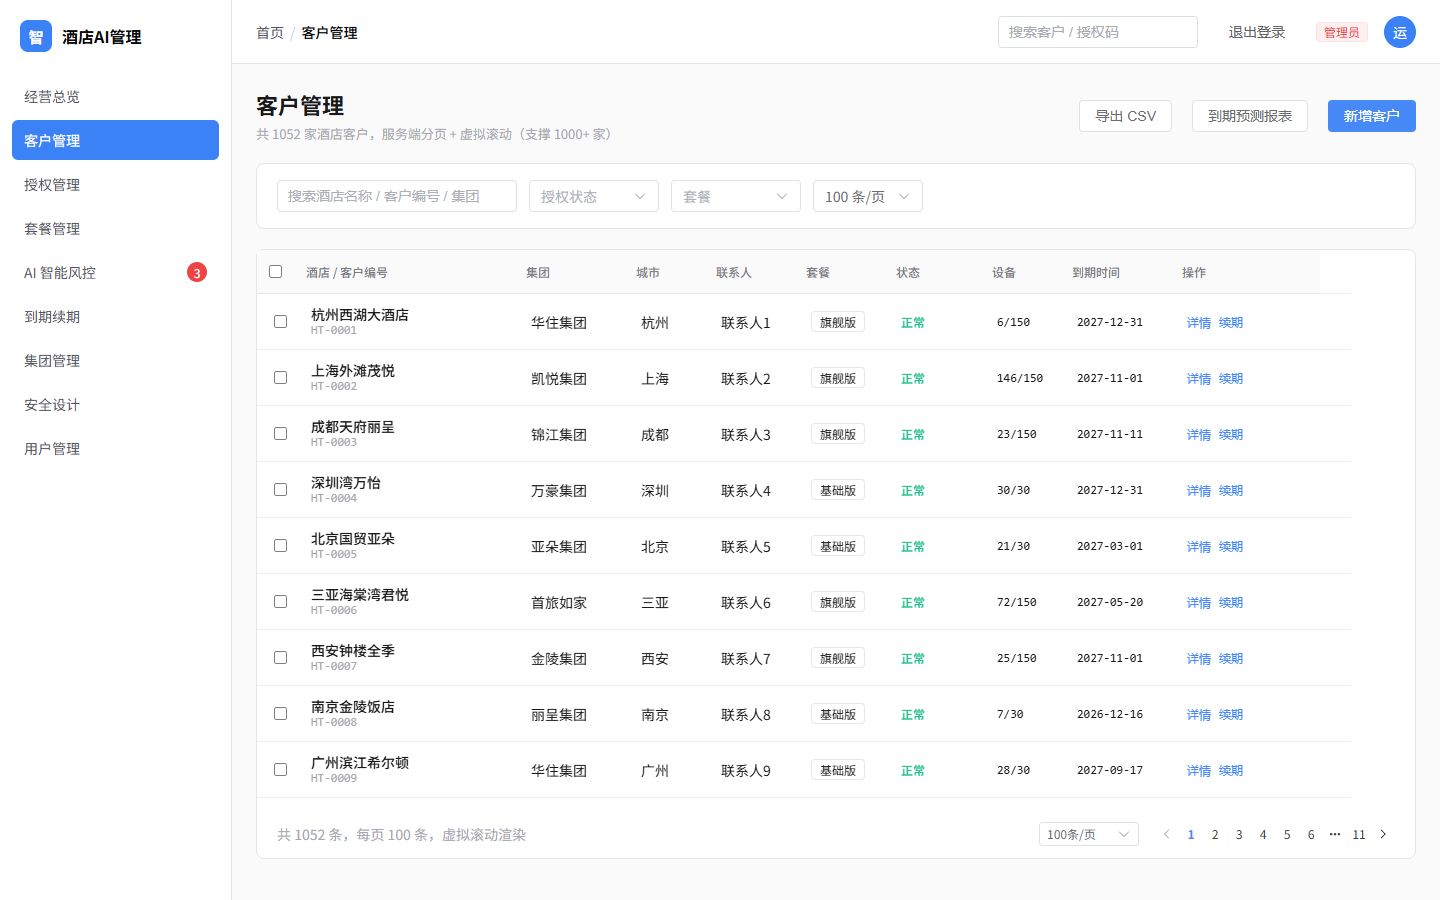 智 酒店AI管理
首页 / 客户管理
搜索客户 / 授权码
退出登录
管理员
运
经营总览
客户管理
授权管理
套餐管理
AI 智能风控 3
到期续期
集团管理
安全设计
用户管理
客户管理
共 1052 家酒店客户，服务端分页 + 虚拟滚动（支撑 1000+ 家）
导出 CSV
到期预测报表
新增客户
搜索酒店名称 / 客户编号 / 集团
授权状态
套餐
100 条/页
酒店 / 客户编号 集团 城市 联系人 套餐 状态 设备 到期时间 操作
杭州西湖大酒店
HT-0001
华住集团 杭州 联系人1 旗舰版 正常 6/150 2027-12-31 详情 续期
上海外滩茂悦
HT-0002
凯悦集团 上海 联系人2 旗舰版 正常 146/150 2027-11-01 详情 续期
成都天府丽呈
HT-0003
锦江集团 成都 联系人3 旗舰版 正常 23/150 2027-11-11 详情 续期
深圳湾万怡
HT-0004
万豪集团 深圳 联系人4 基础版 正常 30/30 2027-12-31 详情 续期
北京国贸亚朵
HT-0005
亚朵集团 北京 联系人5 基础版 正常 21/30 2027-03-01 详情 续期
三亚海棠湾君悦
HT-0006
首旅如家 三亚 联系人6 旗舰版 正常 72/150 2027-05-20 详情 续期
西安钟楼全季
HT-0007
金陵集团 西安 联系人7 旗舰版 正常 25/150 2027-11-01 详情 续期
南京金陵饭店
HT-0008
丽呈集团 南京 联系人8 基础版 正常 7/30 2026-12-16 详情 续期
广州滨江希尔顿
HT-0009
华住集团 广州 联系人9 基础版 正常 28/30 2027-09-17 详情 续期
共 1052 条，每页 100 条，虚拟滚动渲染
100条/页
1 2 3 4 5 6 ••• 11